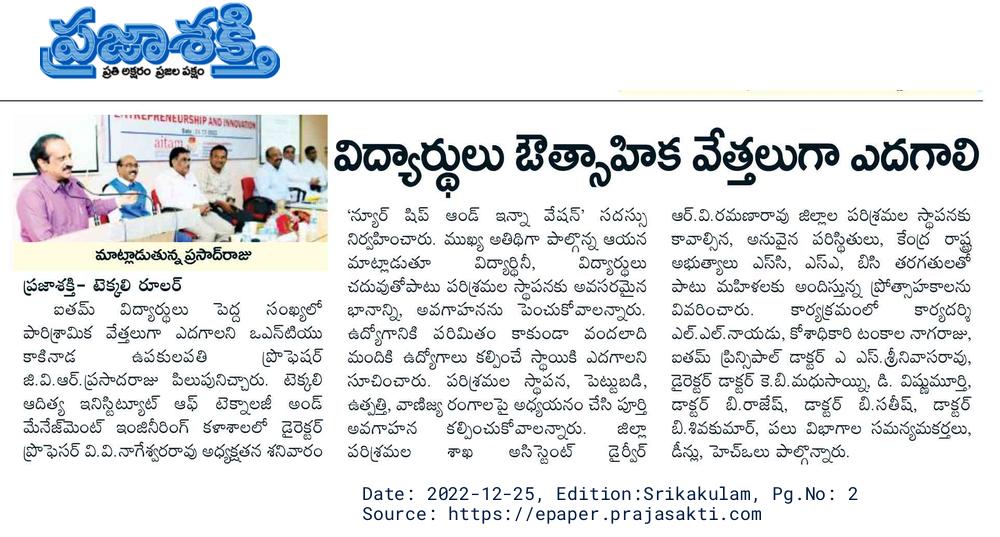 ప్రజాశక్తి
ప్రతి అక్షరం ప్రజల పక్షం
ENTREPRENEURSHIP AND INNOVATION
aitam
విద్యార్థులు ఔత్సాహిక వేత్తలుగా ఎదగాలి
మాట్లాడుతున్న ప్రసాద్‌రాజు
ప్రజాశక్తి– టెక్కలి రూలర్
ఐతమ్ విద్యార్థులు పెద్ద సంఖ్యలో
పారిశ్రామిక వేత్తలుగా ఎదగాలని ఒఎన్‌టియు
కాకినాడ ఉపకులపతి ప్రొఫెషర్
జి.వి.ఆర్.ప్రసాదరాజు పిలుపునిచ్చారు. టెక్కలి
ఆదిత్య ఇనిస్టిట్యూట్ ఆఫ్ టెక్నాలజీ అండ్
మేనేజ్‌మెంట్ ఇంజినీరింగ్ కళాశాలలో డైరెక్టర్
ప్రొఫెసర్ వి.వి.నాగేశ్వరరావు అధ్యక్షతన శనివారం
‘న్యూర్ షిప్ ఆండ్ ఇన్నా వేషన్’ సదస్సు
నిర్వహించారు. ముఖ్య అతిథిగా పాల్గొన్న ఆయన
మాట్లాడుతూ విద్యార్థినీ, విద్యార్థులు
చదువుతోపాటు పరిశ్రమల స్థాపనకు అవసరమైన
భానాన్ని, అవగాహనను పెంచుకోవాలన్నారు.
ఉద్యోగానికి పరిమితం కాకుండా వందలాది
మందికి ఉద్యోగాలు కల్పించే స్థాయికి ఎదగాలని
సూచించారు. పరిశ్రమల స్థాపన, పెట్టుబడి,
ఉత్పత్తి, వాణిజ్య రంగాలపై అధ్యయనం చేసి పూర్తి
అవగాహన కల్పించుకోవాలన్నారు. జిల్లా
పరిశ్రమల శాఖ అసిస్టెంట్ డైర్వీర్
ఆర్.వి.రమణారావు జిల్లాల పరిశ్రమల స్థాపనకు
కావాల్సిన, అనువైన పరిస్థితులు, కేంద్ర రాష్ట్ర
అభుత్వాలు ఎస్‌సి, ఎస్ఎ, బిసి తరగతులతో
పాటు మహిళలకు అందిస్తున్న ప్రోత్సాహకాలను
వివరించారు. కార్యక్రమంలో కార్యదర్శి
ఎల్.ఎల్.నాయడు, కోశాధికారి టంకాల నాగరాజు,
ఐతమ్ ప్రిన్సిపాల్ డాక్టర్ ఎ ఎస్.శ్రీనివాసరావు,
డైరెక్టర్ డాక్టర్ కె.బి.మధుసాయ్ని, డి. విష్ణుమూర్తి,
డాక్టర్ బి.రాజేష్, డాక్టర్ బి.సతీష్, డాక్టర్
బి.శివకుమార్, పలు విభాగాల సమన్యమకర్తలు,
డీన్లు, హెచ్ఒలు పాల్గొన్నారు.
Date: 2022-12-25, Edition:Srikakulam, Pg.No: 2
Source: https://epaper.prajasakti.com